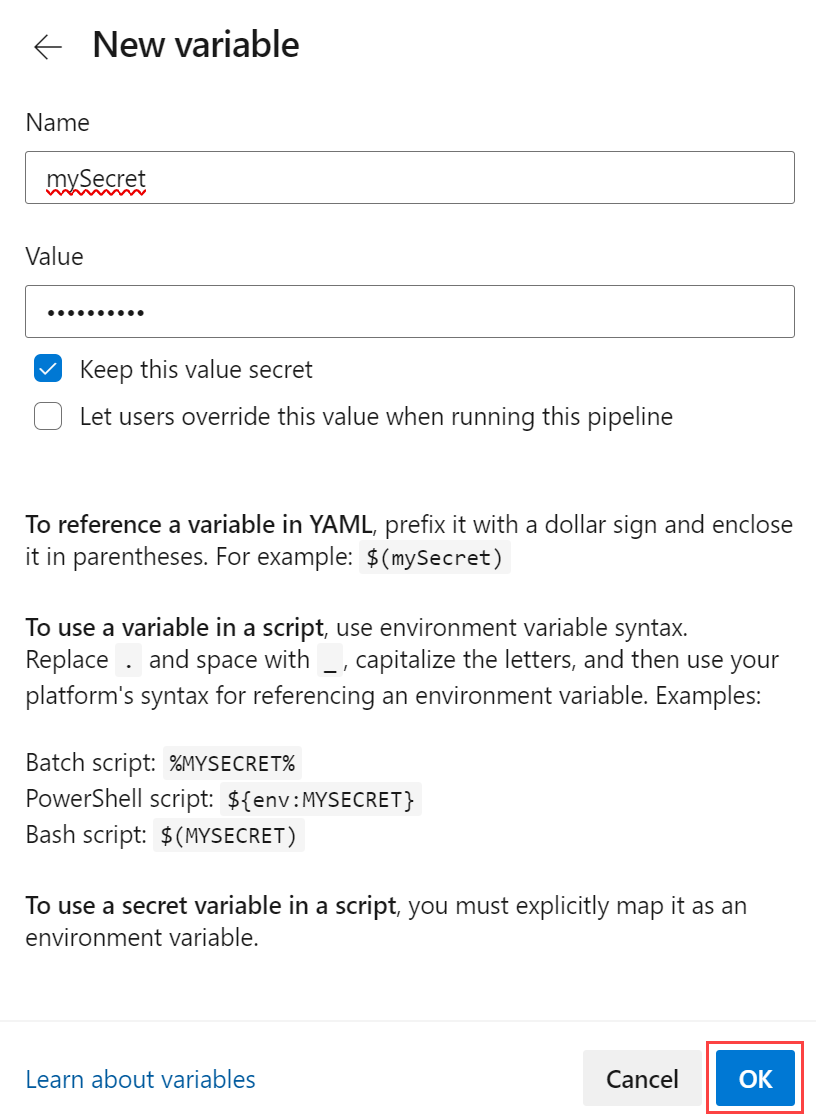 New variable
Name
mySecret
Value
••••••••••
Keep this value secret
Let users override this value when running this pipeline
To reference a variable in YAML, prefix it with a dollar sign and enclose
it in parentheses. For example: $(mySecret)
To use a variable in a script, use environment variable syntax.
Replace . and space with _, capitalize the letters, and then use your
platform's syntax for referencing an environment variable. Examples:
Batch script: %MYSECRET%
PowerShell script: ${env:MYSECRET}
Bash script: $(MYSECRET)
To use a secret variable in a script, you must explicitly map it as an
environment variable.
Learn about variables Cancel OK